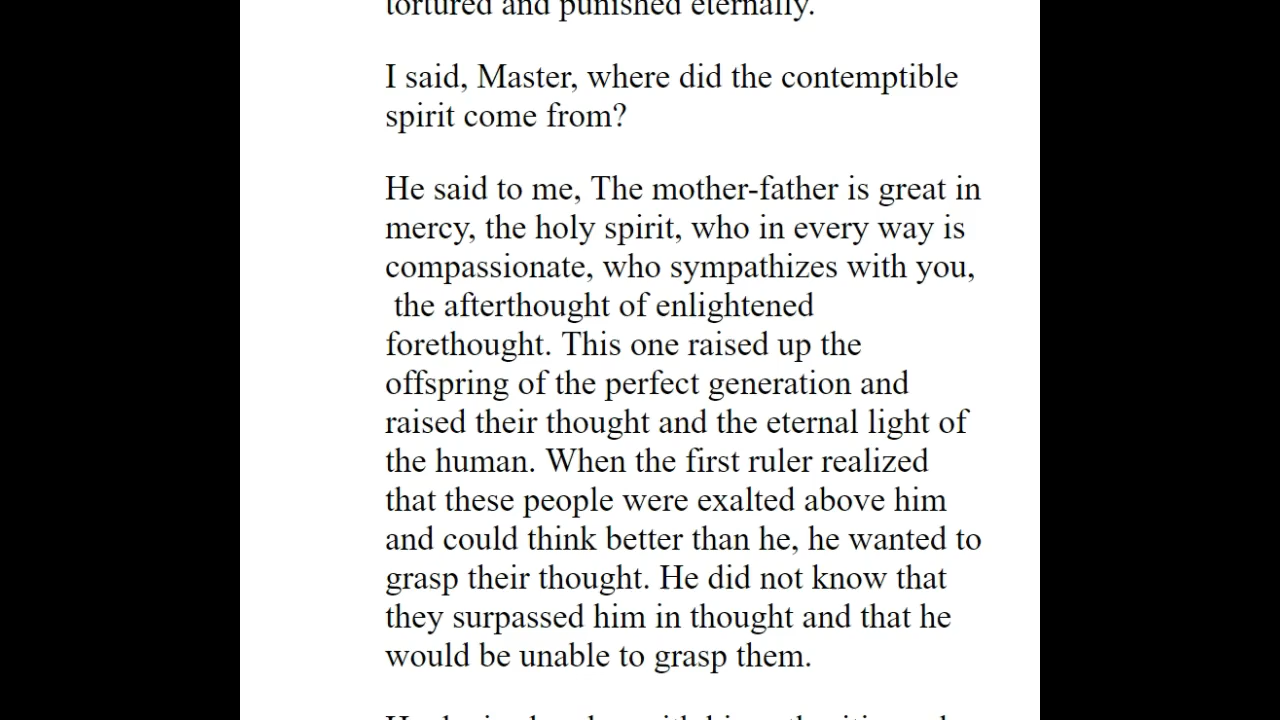 tortured and punished eternally.
I said, Master, where did the contemptible
spirit come from?
He said to me, The mother-father is great in
mercy, the holy spirit, who in every way is
compassionate, who sympathizes with you,
the afterthought of enlightened
forethought. This one raised up the
offspring of the perfect generation and
raised their thought and the eternal light of
the human. When the first ruler realized
that these people were exalted above him
and could think better than he, he wanted to
grasp their thought. He did not know that
they surpassed him in thought and that he
would be unable to grasp them.